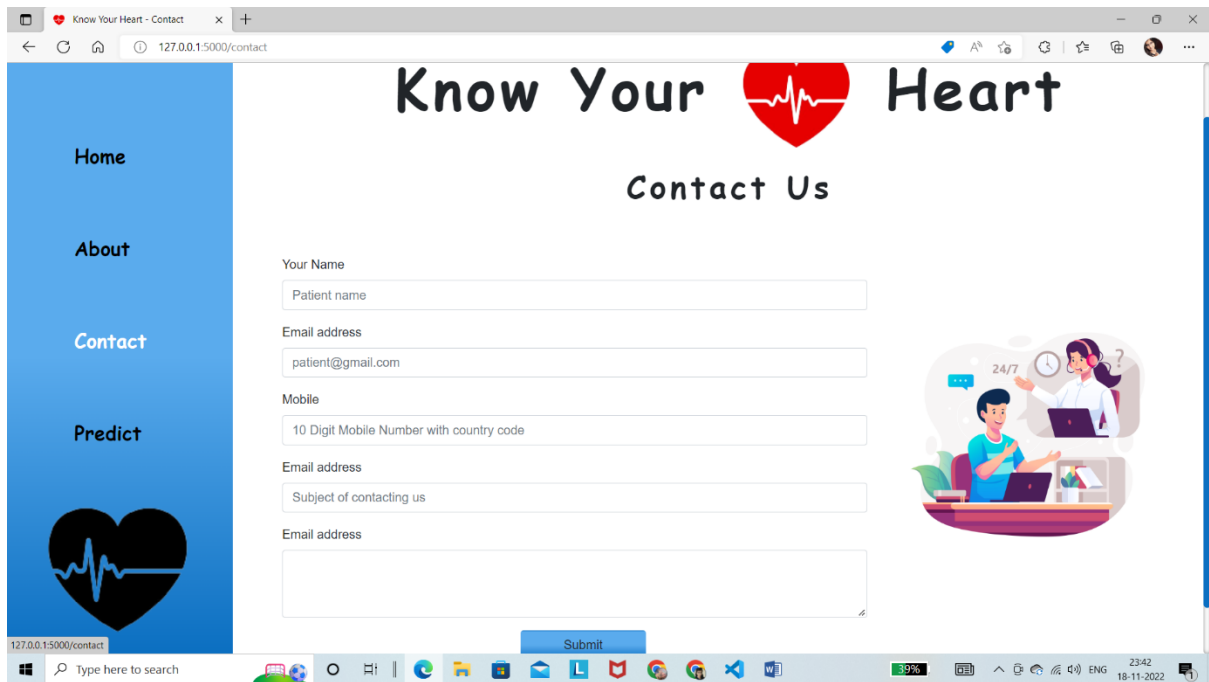 Know Your Heart - Contact
127.0.0.1:5000/contact
Know Your Heart
Contact Us
Home
About
Contact
Predict
Your Name
Patient name
Email address
patient@gmail.com
Mobile
10 Digit Mobile Number with country code
Email address
Subject of contacting us
Email address
Submit
24/7
?
127.0.0.1:5000/contact
Type here to search
39%
ENG
23:42
18-11-2022
1